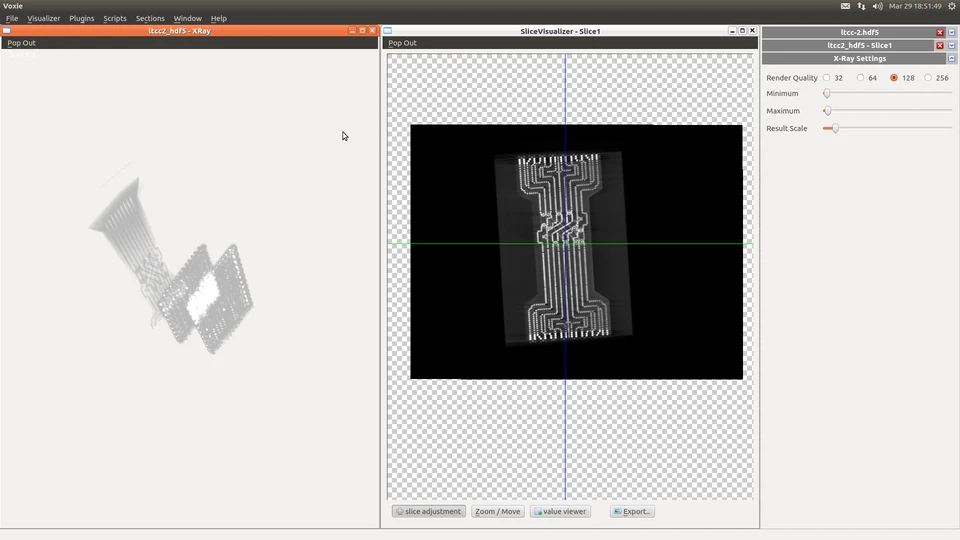 Voxie
Mar 29 18:51:49
File Visualizer Plugins Scripts Sections Window Help
ltcc2_hdf5 - XRay
Pop Out
SliceVisualizer - Slice1
Pop Out
slice adjustment
Zoom / Move
value viewer
Export..
ltcc-2.hdf5
ltcc2_hdf5 - Slice1
X-Ray Settings
Render Quality 32 64 128 256
Minimum
Maximum
Result Scale